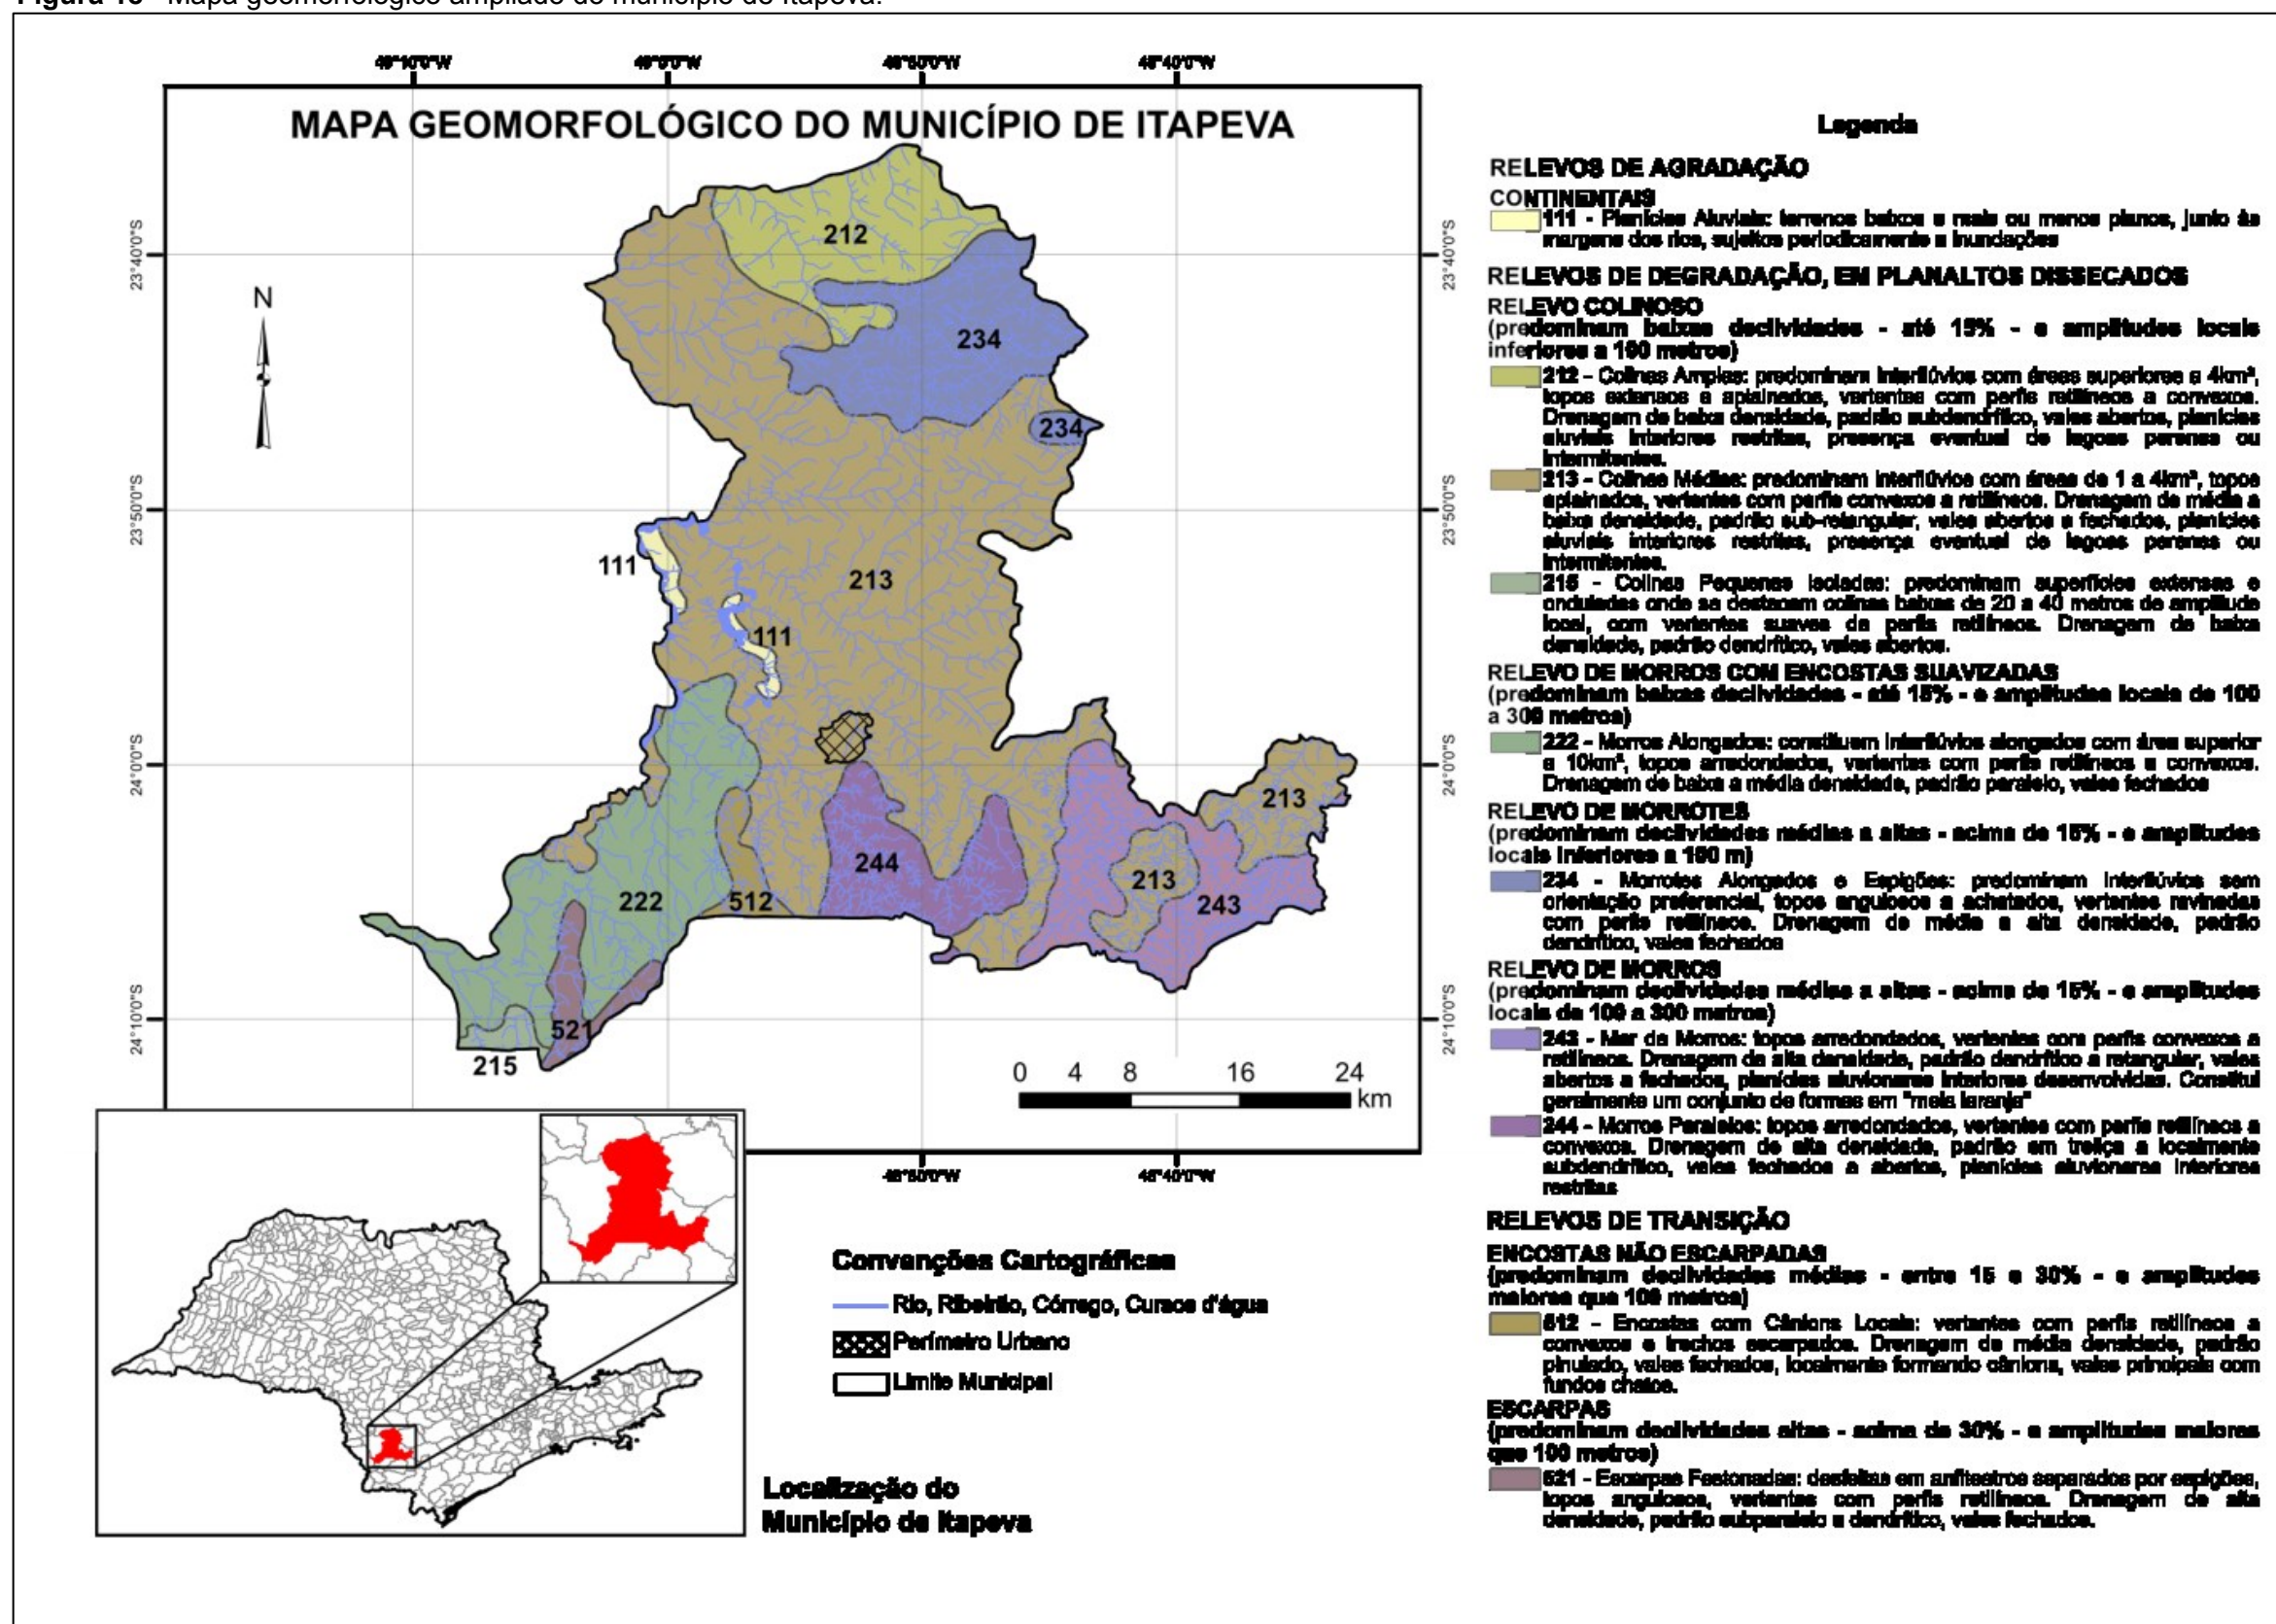 Figura 18 - Mapa geomorfológico ampliado do município de Itapeva.
49°10'0"W 49°0'0"W 48°50'0"W 48°40'0"W
MAPA GEOMORFOLÓGICO DO MUNICÍPIO DE ITAPEVA
23°40'0"S 23°40'0"S
23°50'0"S 23°50'0"S
24°0'0"S 24°0'0"S
24°10'0"S 24°10'0"S
N
212
234
234
111
213
111
213
244
213
222
512
243
521
215
0 4 8 16 24
km
48°50'0"W 48°40'0"W
Convenções Cartográficas
Rio, Ribeirão, Córrego, Cursos d'água
Perímetro Urbano
Limite Municipal
Localização do
Município de Itapeva
Legenda
RELEVOS DE AGRADAÇÃO
CONTINENTAIS
111 - Planícies Aluviais: terrenos baixos e mais ou menos planos, junto às
margens dos rios, sujeitos periodicamente a inundações
RELEVOS DE DEGRADAÇÃO, EM PLANALTOS DISSECADOS
RELEVO COLINOSO
(predominam baixas declividades - até 15% - e amplitudes locais
inferiores a 100 metros)
212 - Colinas Amplas: predominam interflúvios com áreas superiores a 4km²,
topos extensos e aplainados, vertentes com perfis retilíneos a convexos.
Drenagem de baixa densidade, padrão subdendrítico, vales abertos, planícies
aluviais interiores restritas, presença eventual de lagoas perenes ou
intermitentes.
213 - Colinas Médias: predominam interflúvios com áreas de 1 a 4km², topos
aplainados, vertentes com perfis convexos a retilíneos. Drenagem de média a
baixa densidade, padrão sub-retangular, vales abertos a fechados, planícies
aluviais interiores restritas, presença eventual de lagoas perenes ou
intermitentes.
215 - Colinas Pequenas Isoladas: predominam superfícies extensas e
onduladas onde se destacam colinas baixas de 20 a 40 metros de amplitude
local, com vertentes suaves de perfis retilíneos. Drenagem de baixa
densidade, padrão dendrítico, vales abertos.
RELEVO DE MORROS COM ENCOSTAS SUAVIZADAS
(predominam baixas declividades - até 15% - e amplitudes locais de 100
a 300 metros)
222 - Morros Alongados: constituem interflúvios alongados com área superior
a 10km², topos arredondados, vertentes com perfis retilíneos a convexos.
Drenagem de baixa a média densidade, padrão paralelo, vales fechados
RELEVO DE MORROTES
(predominam declividades médias a altas - acima de 15% - e amplitudes
locais inferiores a 100 m)
234 - Morrotes Alongados e Espigões: predominam interflúvios sem
orientação preferencial, topos angulosos a achatados, vertentes ravinadas
com perfis retilíneos. Drenagem de média a alta densidade, padrão
dendrítico, vales fechados
RELEVO DE MORROS
(predominam declividades médias a altas - acima de 15% - e amplitudes
locais de 100 a 300 metros)
243 - Mar de Morros: topos arredondados, vertentes com perfis convexos a
retilíneos. Drenagem de alta densidade, padrão dendrítico a retangular, vales
abertos a fechados, planícies aluvionares interiores desenvolvidas. Constitui
geralmente um conjunto de formas em "meia laranja"
244 - Morros Paralelos: topos arredondados, vertentes com perfis retilíneos a
convexos. Drenagem de alta densidade, padrão em treliça a localmente
subdendrítico, vales fechados a abertos, planícies aluvionares interiores
restritas
RELEVOS DE TRANSIÇÃO
ENCOSTAS NÃO ESCARPADAS
(predominam declividades médias - entre 15 e 30% - e amplitudes
maiores que 100 metros)
512 - Encostas com Cânions Locais: vertentes com perfis retilíneos a
convexos e trechos escarpados. Drenagem de média densidade, padrão
pinulado, vales fechados, localmente formando cânions, vales principais com
fundos chatos.
ESCARPAS
(predominam declividades altas - acima de 30% - e amplitudes maiores
que 100 metros)
521 - Escarpas Festonadas: desfeitas em anfiteatros separados por espigões,
topos angulosos, vertentes com perfis retilíneos. Drenagem de alta
densidade, padrão subparalelo a dendrítico, vales fechados.